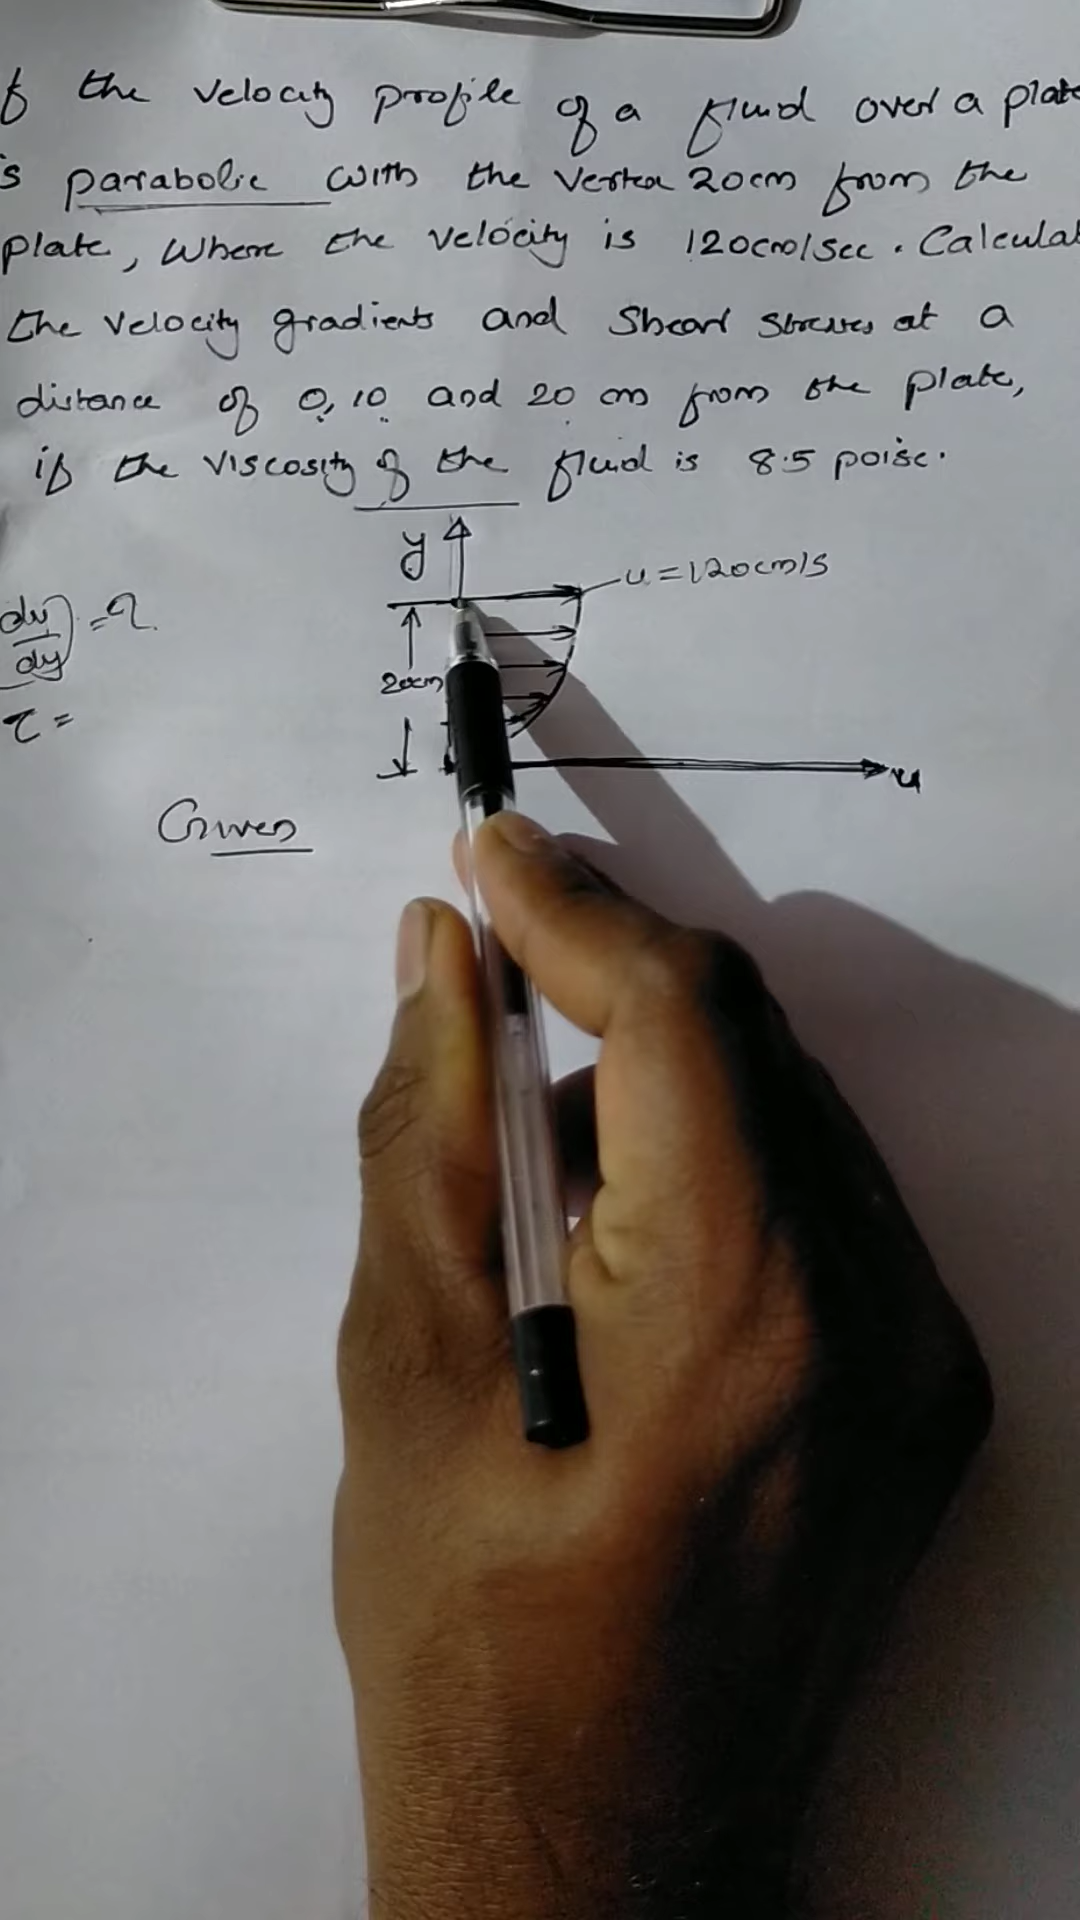 f the velocity profile of a fluid over a plate
is parabolic with the vertex 20cm from the
plate, where the velocity is 120cm/sec. Calculat
the velocity gradients and Shear Stresses at a
distance of 0, 10 and 20 cm from the plate,
if the viscosity of the fluid is 8.5 poise.
y
u = 120cm/s
du/dy) = ?
20cm
τ =
u
Given